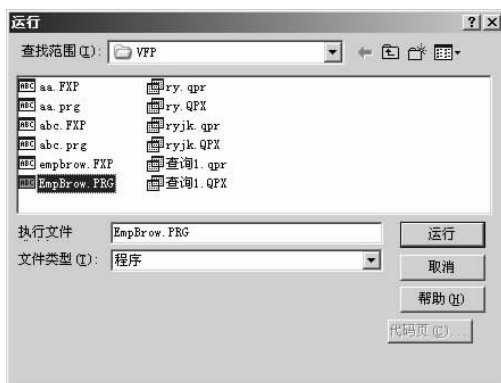 运行
查找范围(I): VFP
aa.FXP
aa.prg
abc.FXP
abc.prg
empbrow.FXP
EmpBrow.PRG
ry.qpr
ry.QPX
ryjk.qpr
ryjk.QPX
查询1.qpr
查询1.QPX
执行文件 EmpBrow.PRG 运行
文件类型(T): 程序 取消
帮助(H)
代码页(C)...